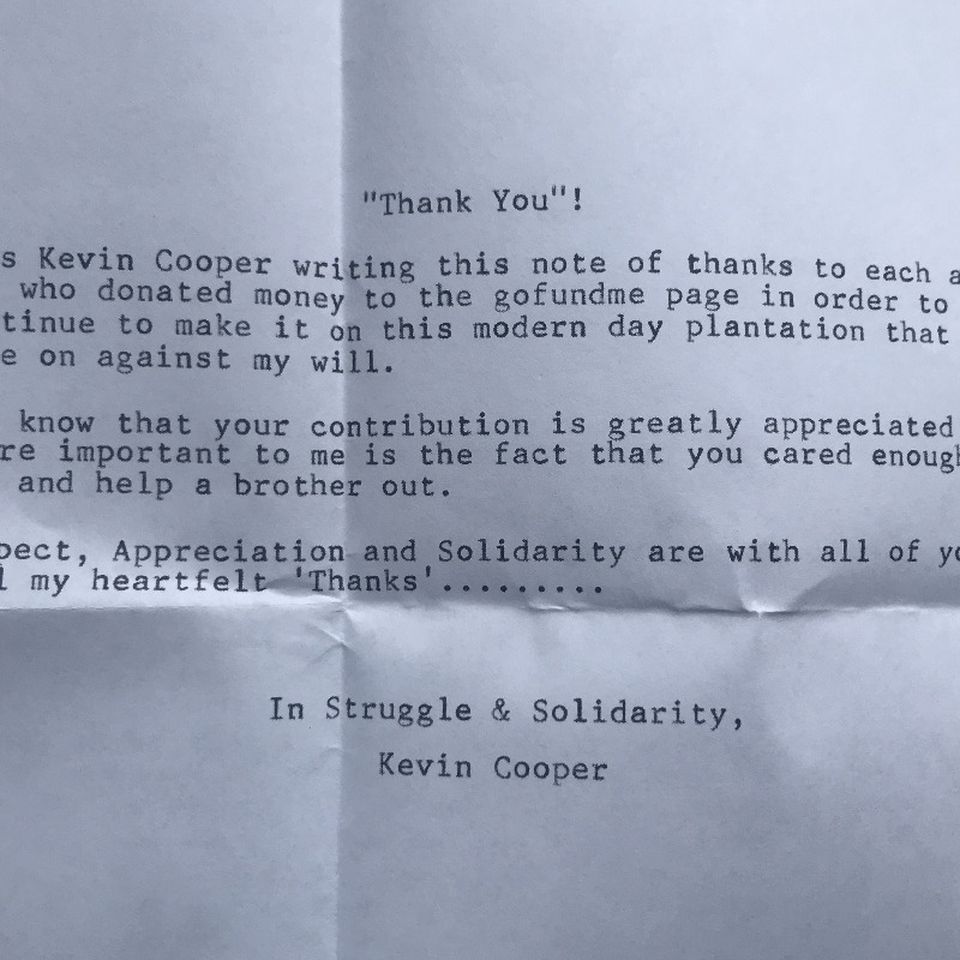 "Thank You"!
s Kevin Cooper writing this note of thanks to each a
who donated money to the gofundme page in order to
tinue to make it on this modern day plantation that
e on against my will.
know that your contribution is greatly appreciated
re important to me is the fact that you cared enough
and help a brother out.
pect, Appreciation and Solidarity are with all of yo
l my heartfelt 'Thanks'.........
In Struggle & Solidarity,
Kevin Cooper